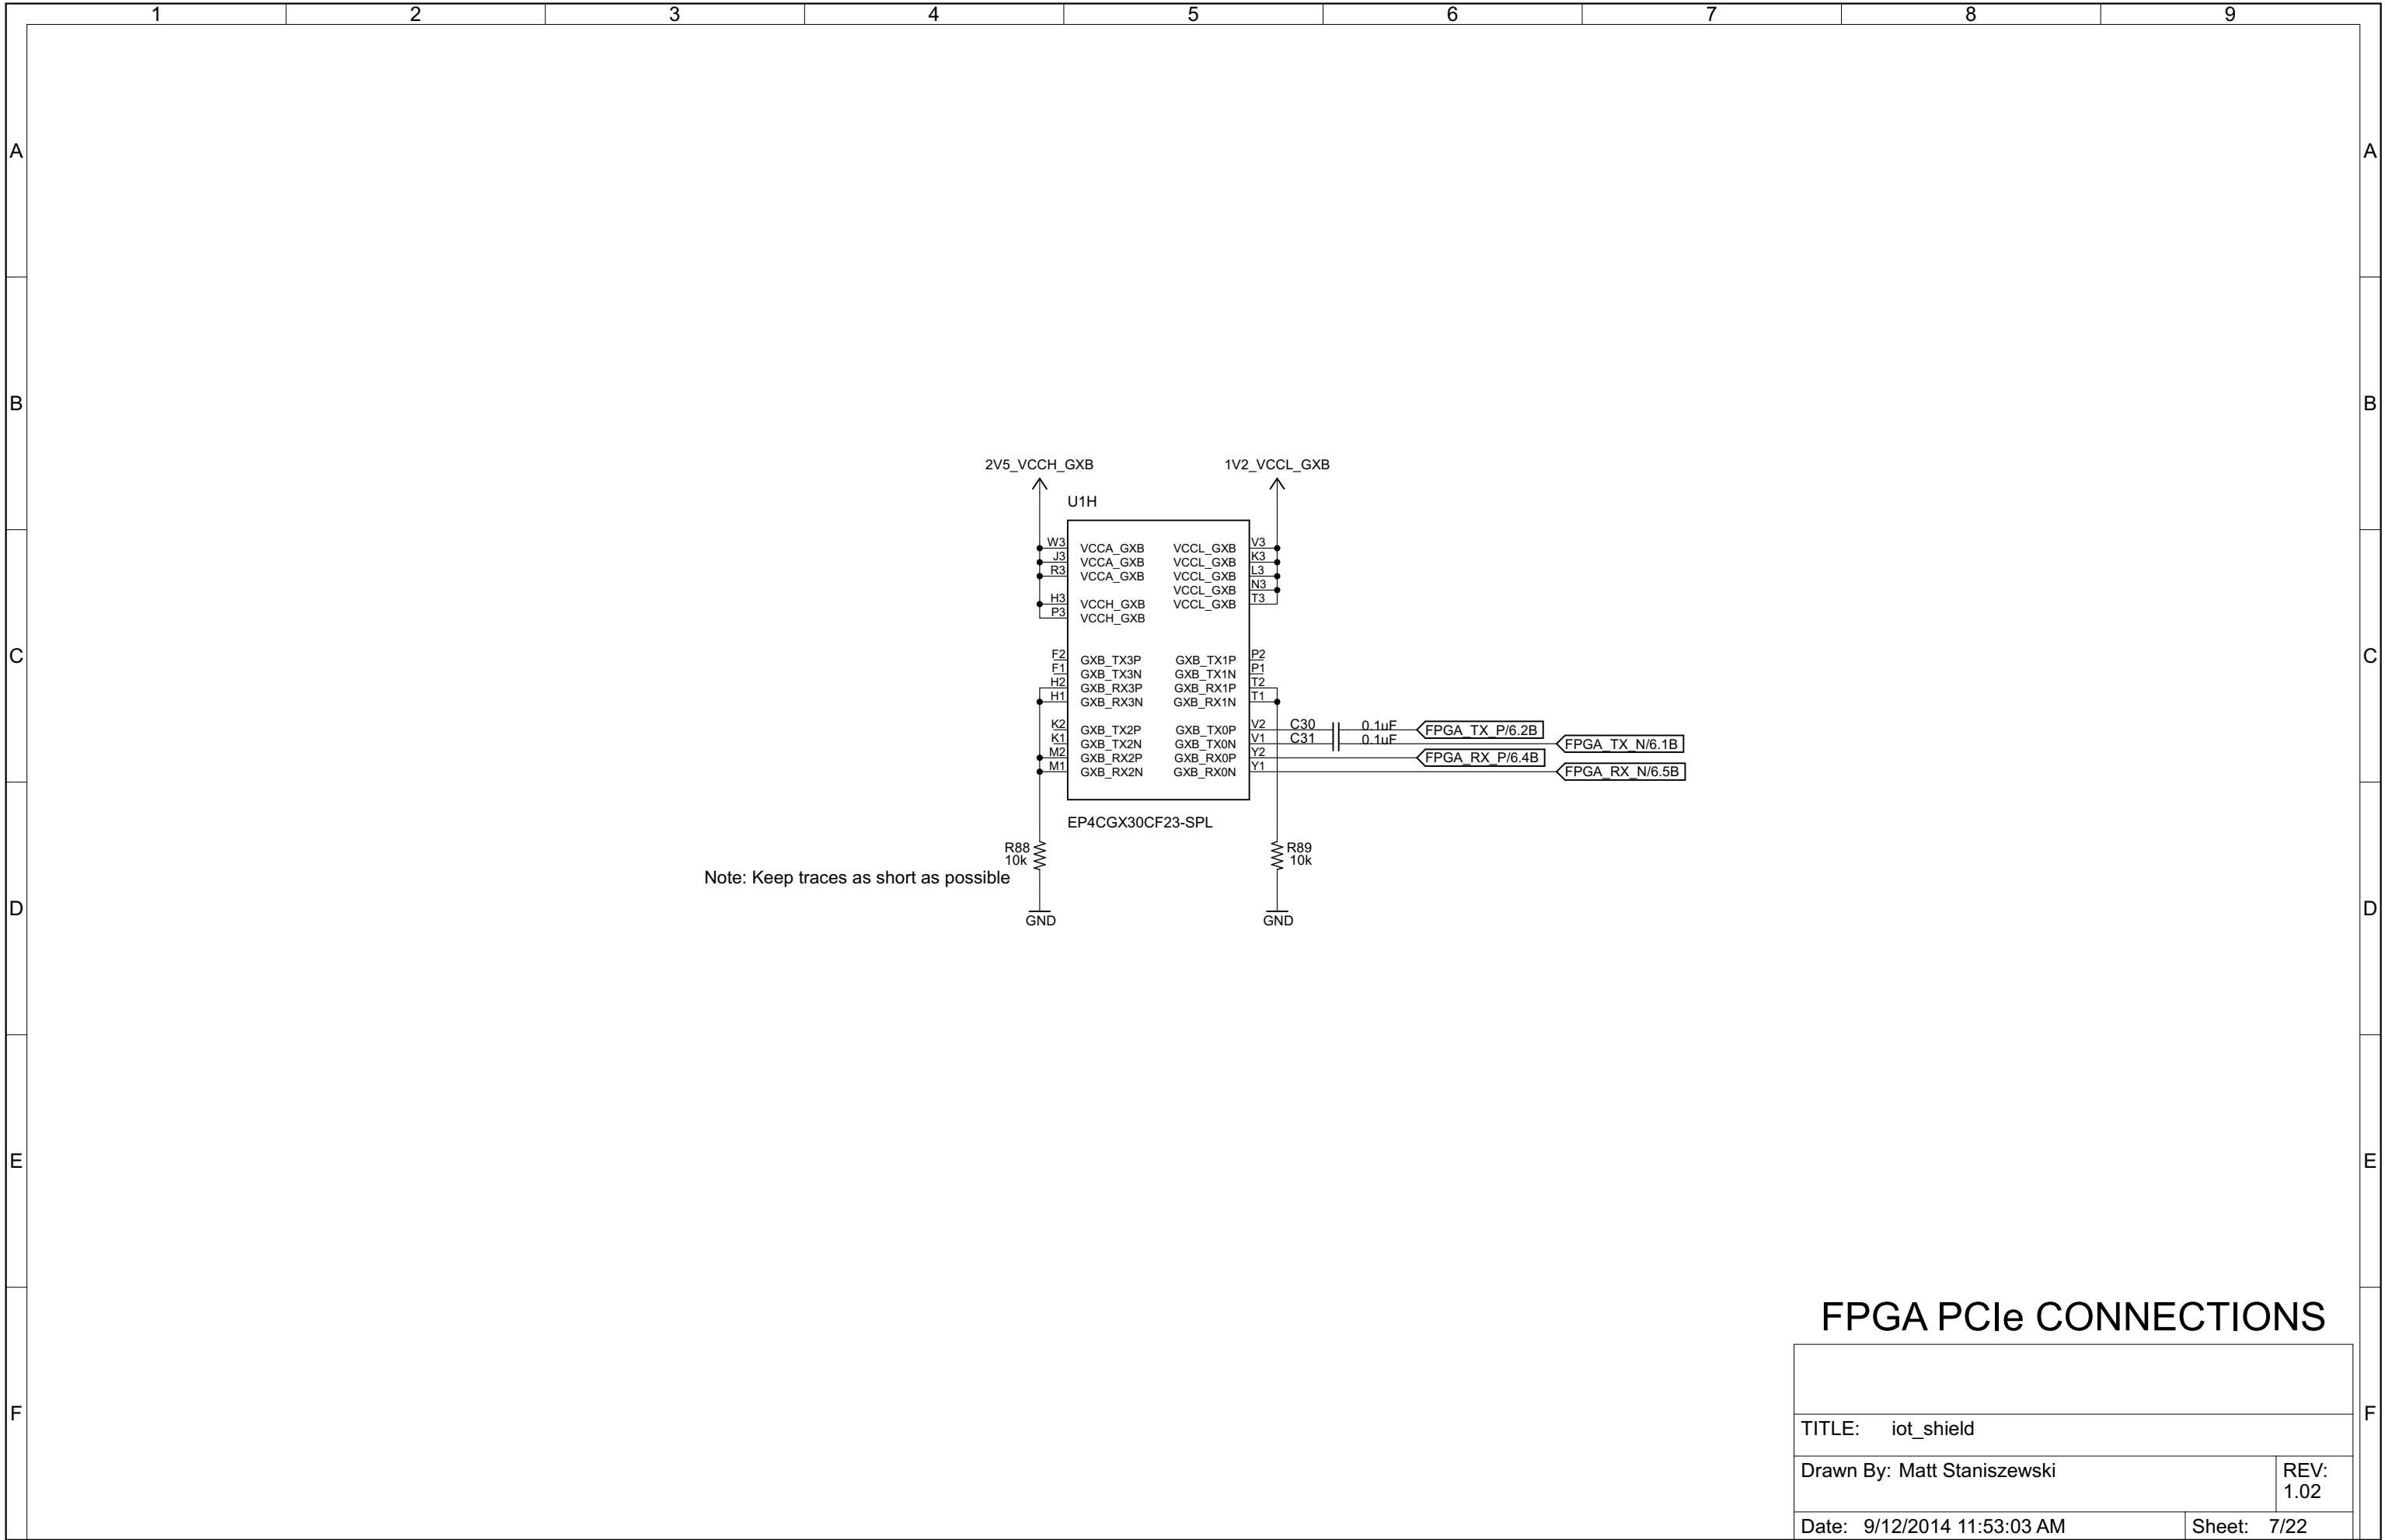 1 2 3 4 5 6 7 8 9
A A
B B
2V5_VCCH_GXB 1V2_VCCL_GXB
U1H
W3 VCCA_GXB VCCL_GXB V3
J3 VCCA_GXB VCCL_GXB K3
R3 VCCA_GXB VCCL_GXB L3
VCCL_GXB N3
H3 VCCH_GXB VCCL_GXB T3
P3 VCCH_GXB
C C
F2 GXB_TX3P GXB_TX1P P2
F1 GXB_TX3N GXB_TX1N P1
H2 GXB_RX3P GXB_RX1P T2
H1 GXB_RX3N GXB_RX1N T1
K2 GXB_TX2P GXB_TX0P V2 C30 0.1uF FPGA_TX_P/6.2B
K1 GXB_TX2N GXB_TX0N V1 C31 0.1uF FPGA_TX_N/6.1B
M2 GXB_RX2P GXB_RX0P Y2 FPGA_RX_P/6.4B
M1 GXB_RX2N GXB_RX0N Y1 FPGA_RX_N/6.5B
EP4CGX30CF23-SPL
R88 R89
10k 10k
Note: Keep traces as short as possible
D D
GND GND
E E
FPGA PCIe CONNECTIONS
F F
TITLE: iot_shield
Drawn By: Matt Staniszewski REV:
1.02
Date: 9/12/2014 11:53:03 AM Sheet: 7/22